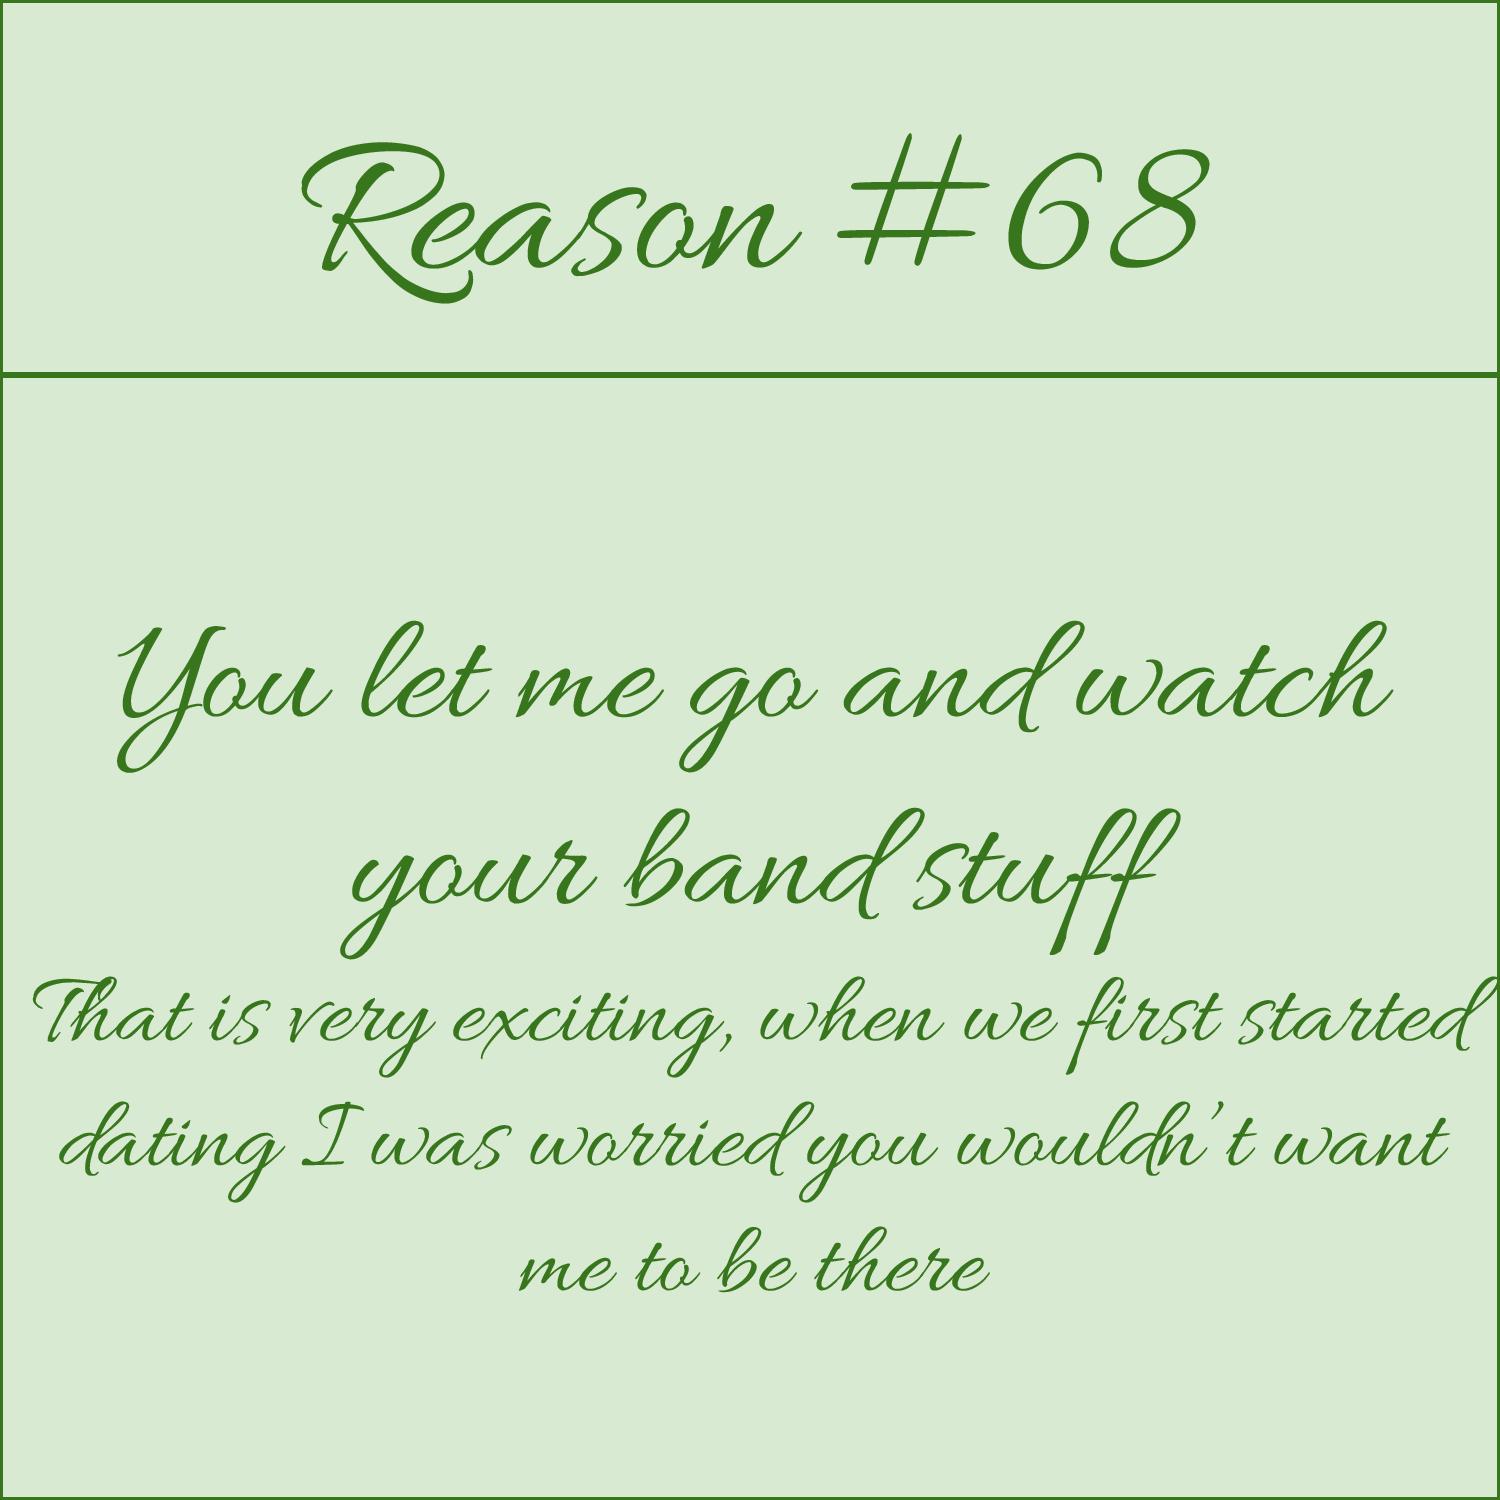 Reason #68
You let me go and watch
your band stuff
That is very exciting, when we first started
dating I was worried you wouldn't want
me to be there